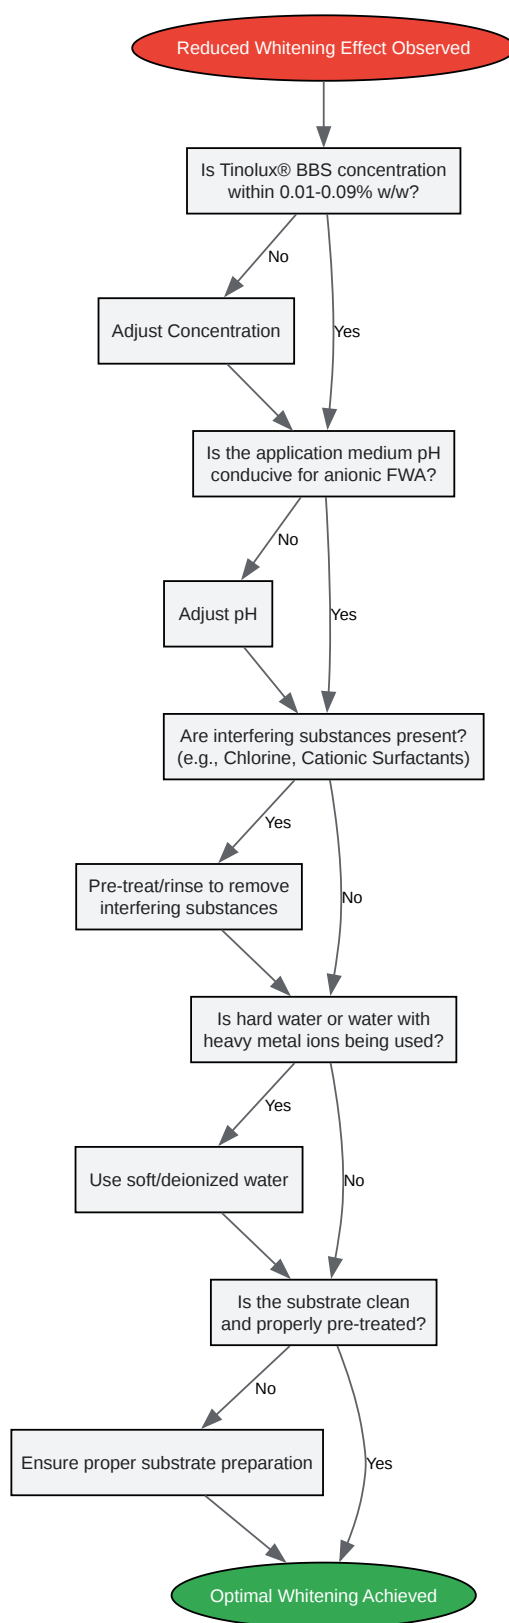 Reduced Whitening Effect Observed
Is Tinolux® BBS concentration
within 0.01-0.09% w/w?
No
Adjust Concentration
Yes
Is the application medium pH
conducive for anionic FWA?
No
Adjust pH
Yes
Are interfering substances present?
(e.g., Chlorine, Cationic Surfactants)
Yes
Pre-treat/rinse to remove
interfering substances
No
Is hard water or water with
heavy metal ions being used?
Yes
Use soft/deionized water
No
Is the substrate clean
and properly pre-treated?
No
Ensure proper substrate preparation
Yes
Optimal Whitening Achieved